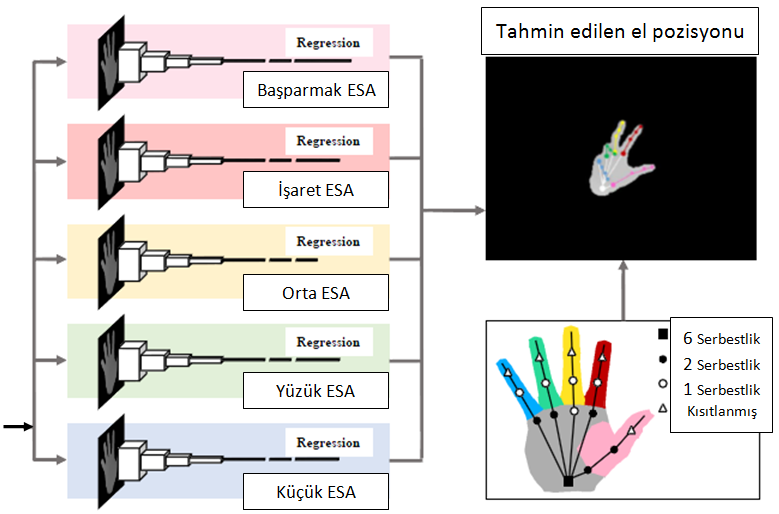 Regression
Başparmak ESA
Regression
İşaret ESA
Regression
Orta ESA
Regression
Yüzük ESA
Regression
Küçük ESA
Tahmin edilen el pozisyonu
6 Serbestlik
2 Serbestlik
1 Serbestlik
Kısıtlanmış